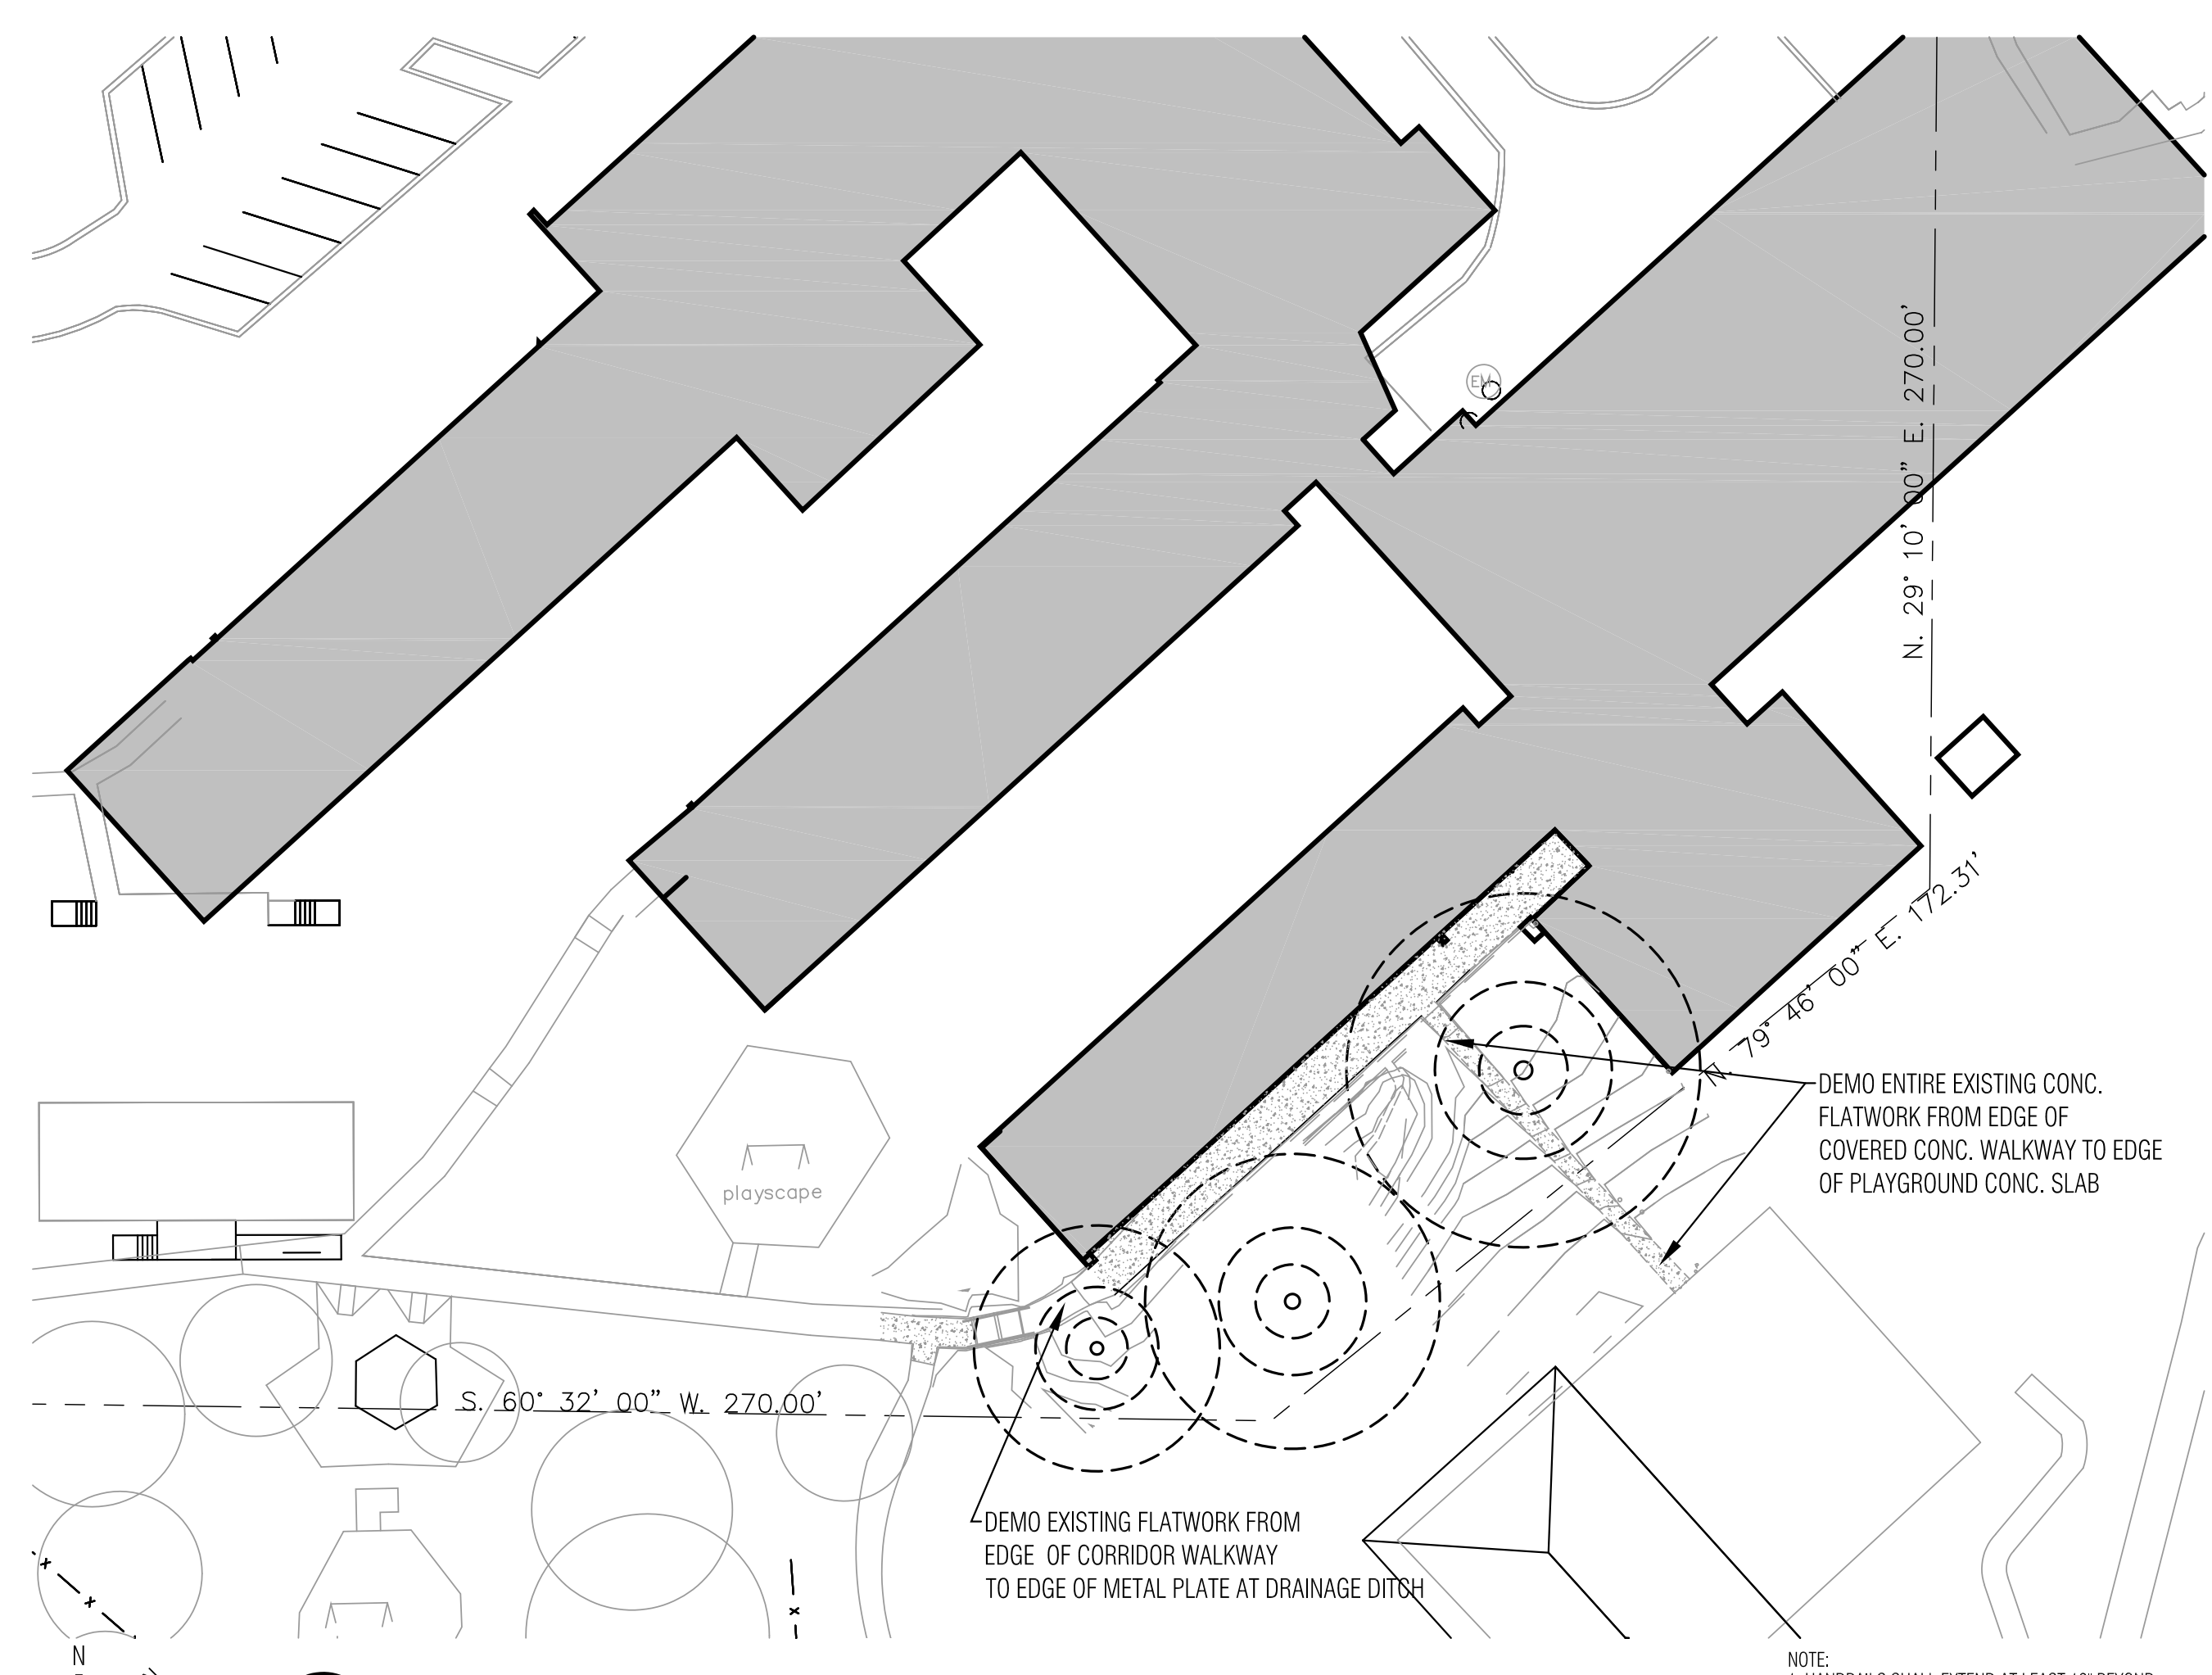 EM
N. 29° 10' 00" E. 270.00'
N. 79° 46' 00" E. 172.31'
DEMO ENTIRE EXISTING CONC.
FLATWORK FROM EDGE OF
COVERED CONC. WALKWAY TO EDGE
OF PLAYGROUND CONC. SLAB
playscape
S. 60° 32' 00" W. 270.00'
DEMO EXISTING FLATWORK FROM
EDGE OF CORRIDOR WALKWAY
TO EDGE OF METAL PLATE AT DRAINAGE DITCH
N
NOTE: